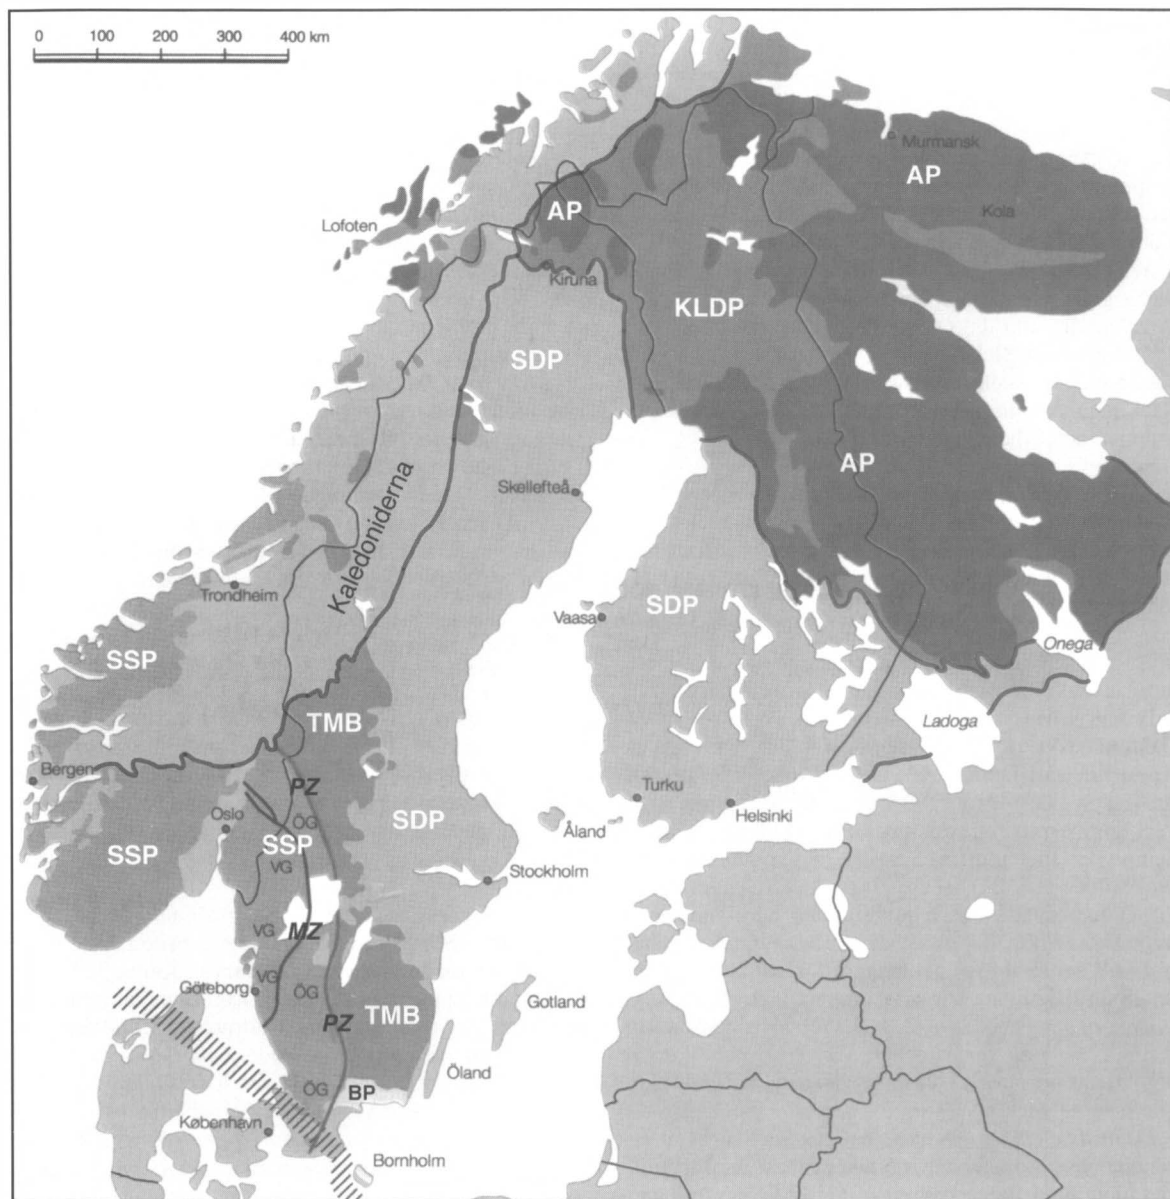 0 100 200 300 400 km
Murmansk
AP
Kola
AP
Lofoten
Kiruna
KLDP
SDP
AP
Kaledoniderna
Skellefteå
Trondheim
Vaasa
SDP
Onega
SSP
Ladoga
TMB
Bergen
PZ
Turku
Helsinki
Oslo
ÖG
SDP
Åland
SSP
SSP
VG
Stockholm
VG
MZ
VG
Göteborg
ÖG
Gotland
PZ
TMB
Öland
ÖG
BP
København
Bornholm